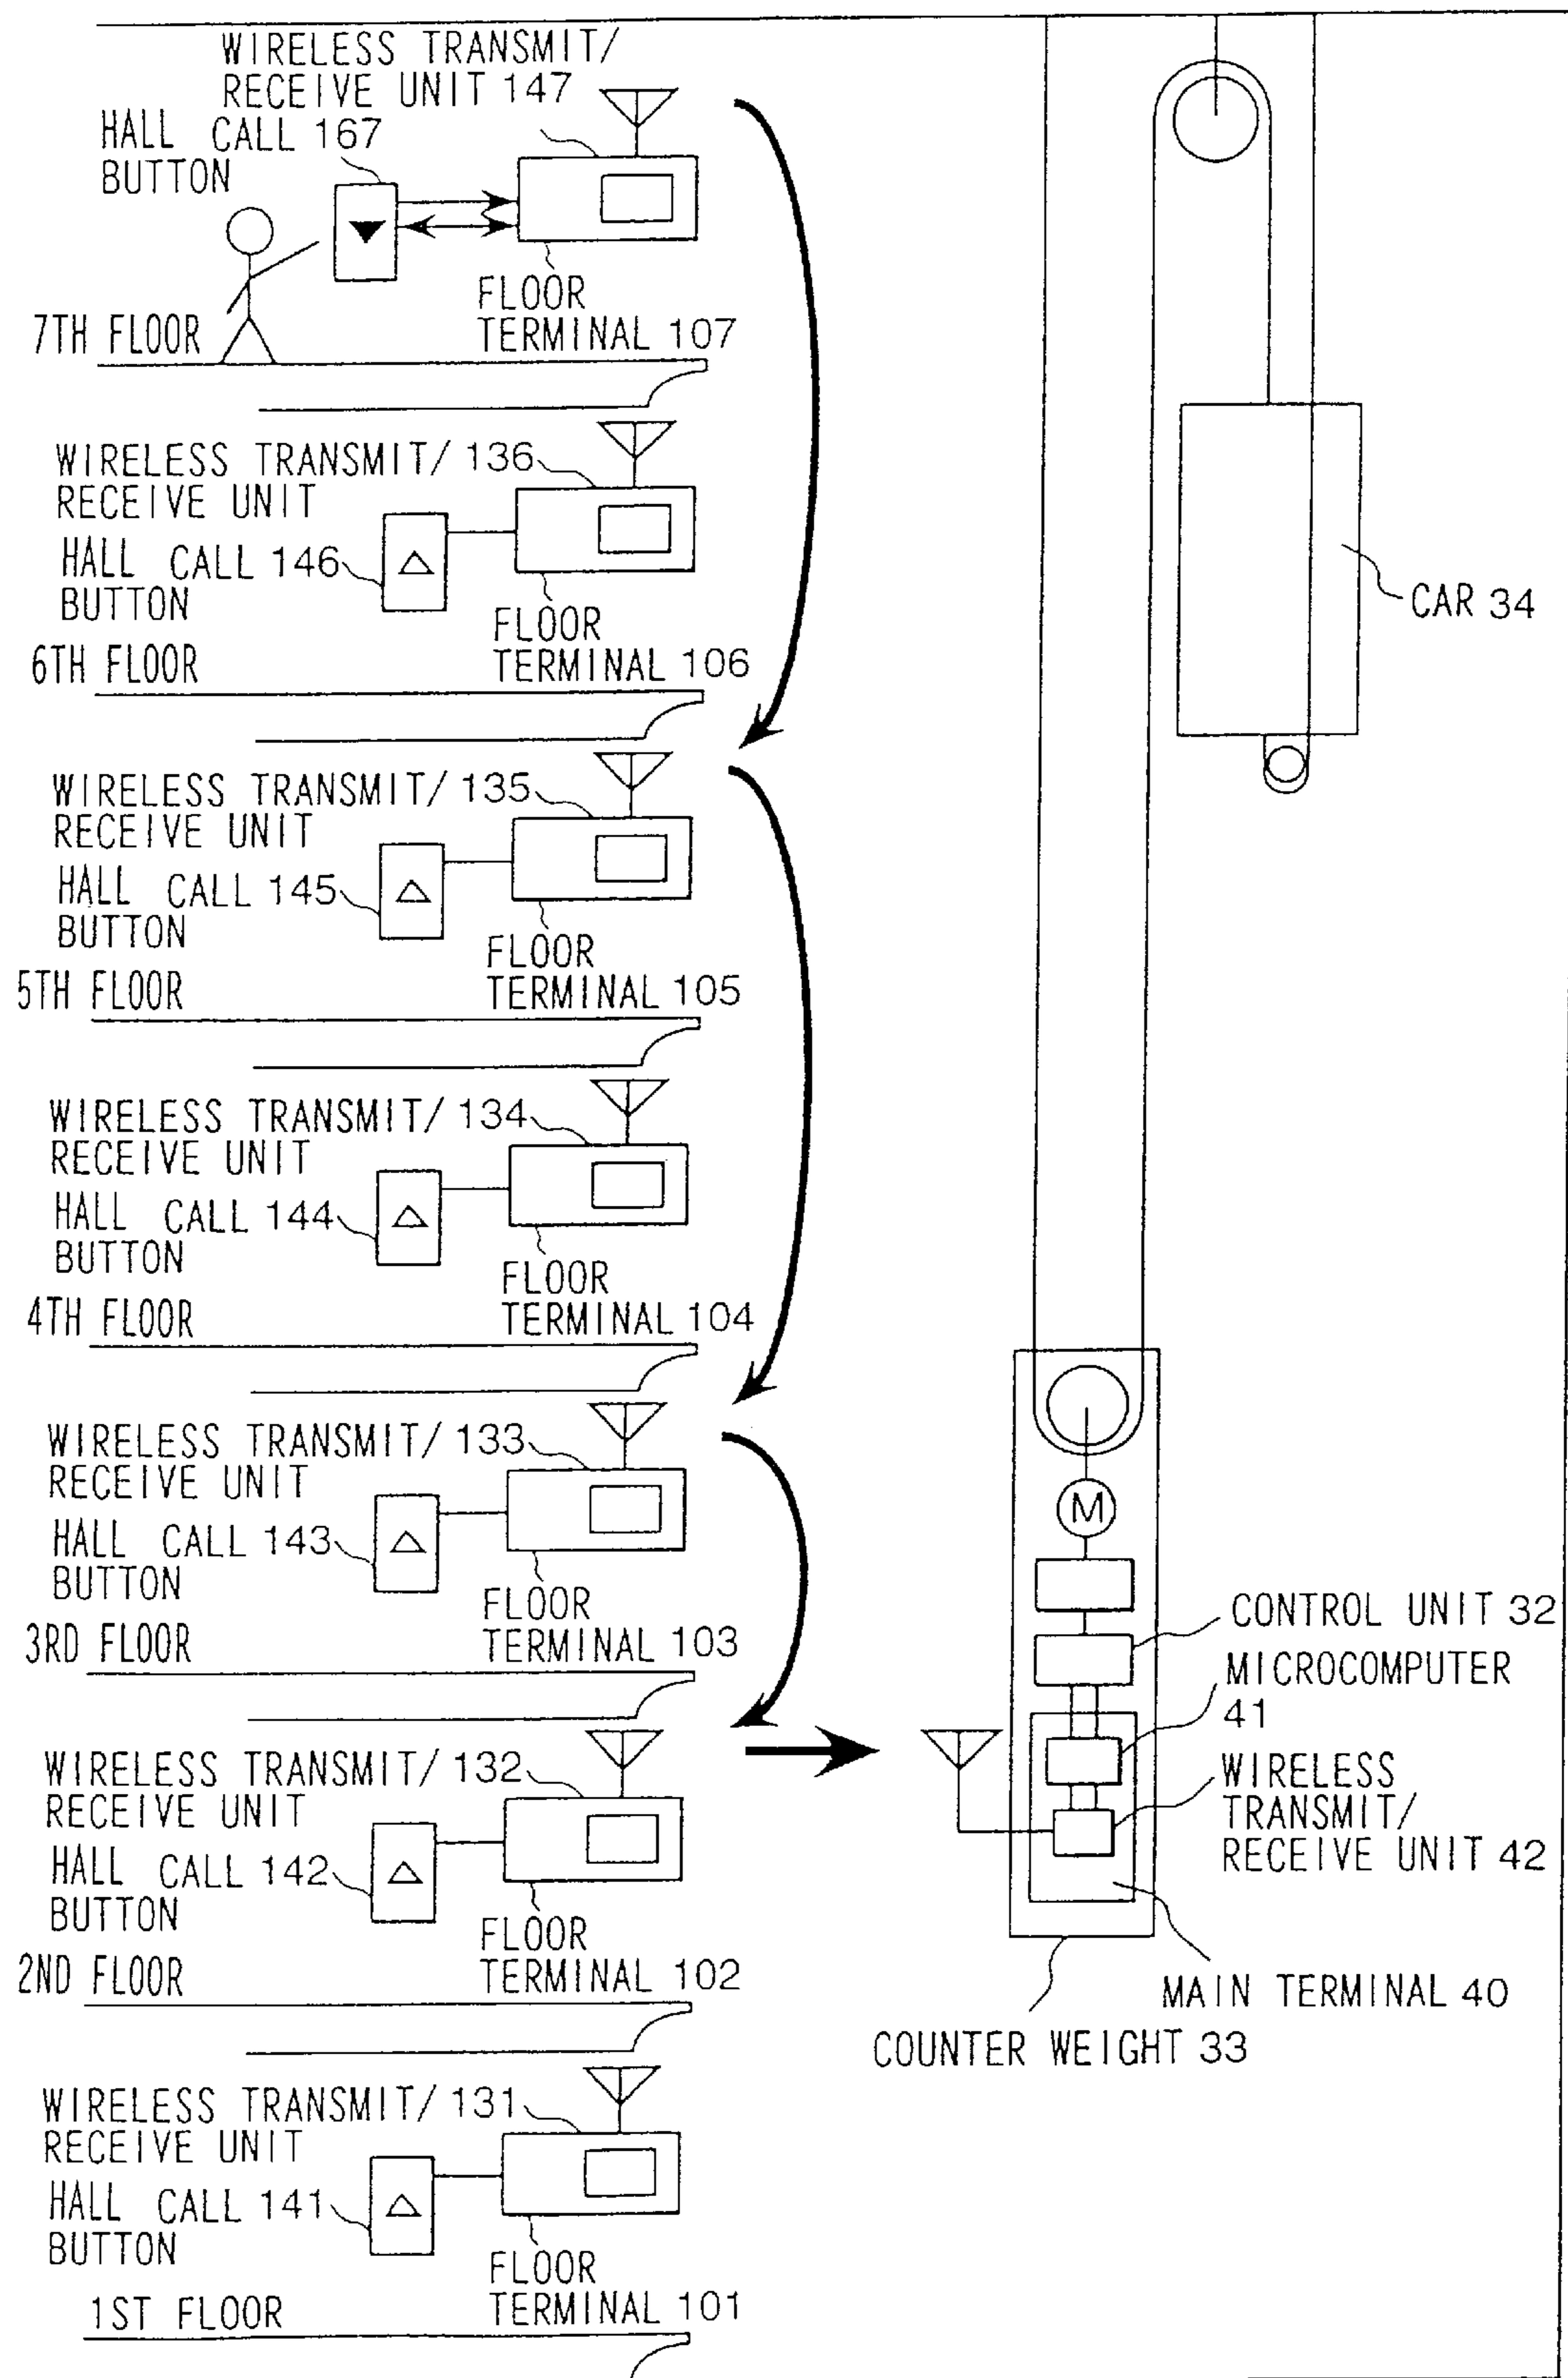 WIRELESS TRANSMIT/
RECEIVE UNIT 147
HALL CALL 167
BUTTON
FLOOR
TERMINAL 107
7TH FLOOR
WIRELESS TRANSMIT/ 136
RECEIVE UNIT
HALL CALL 146
BUTTON
FLOOR
TERMINAL 106
6TH FLOOR
CAR 34
WIRELESS TRANSMIT/ 135
RECEIVE UNIT
HALL CALL 145
BUTTON
FLOOR
TERMINAL 105
5TH FLOOR
WIRELESS TRANSMIT/ 134
RECEIVE UNIT
HALL CALL 144
BUTTON
FLOOR
TERMINAL 104
4TH FLOOR
WIRELESS TRANSMIT/ 133
RECEIVE UNIT
HALL CALL 143
BUTTON
FLOOR
TERMINAL 103
3RD FLOOR
M
CONTROL UNIT 32
MICROCOMPUTER
41
WIRELESS
TRANSMIT/
RECEIVE UNIT 42
MAIN TERMINAL 40
COUNTER WEIGHT 33
WIRELESS TRANSMIT/ 132
RECEIVE UNIT
HALL CALL 142
BUTTON
FLOOR
TERMINAL 102
2ND FLOOR
WIRELESS TRANSMIT/ 131
RECEIVE UNIT
HALL CALL 141
BUTTON
FLOOR
TERMINAL 101
1ST FLOOR